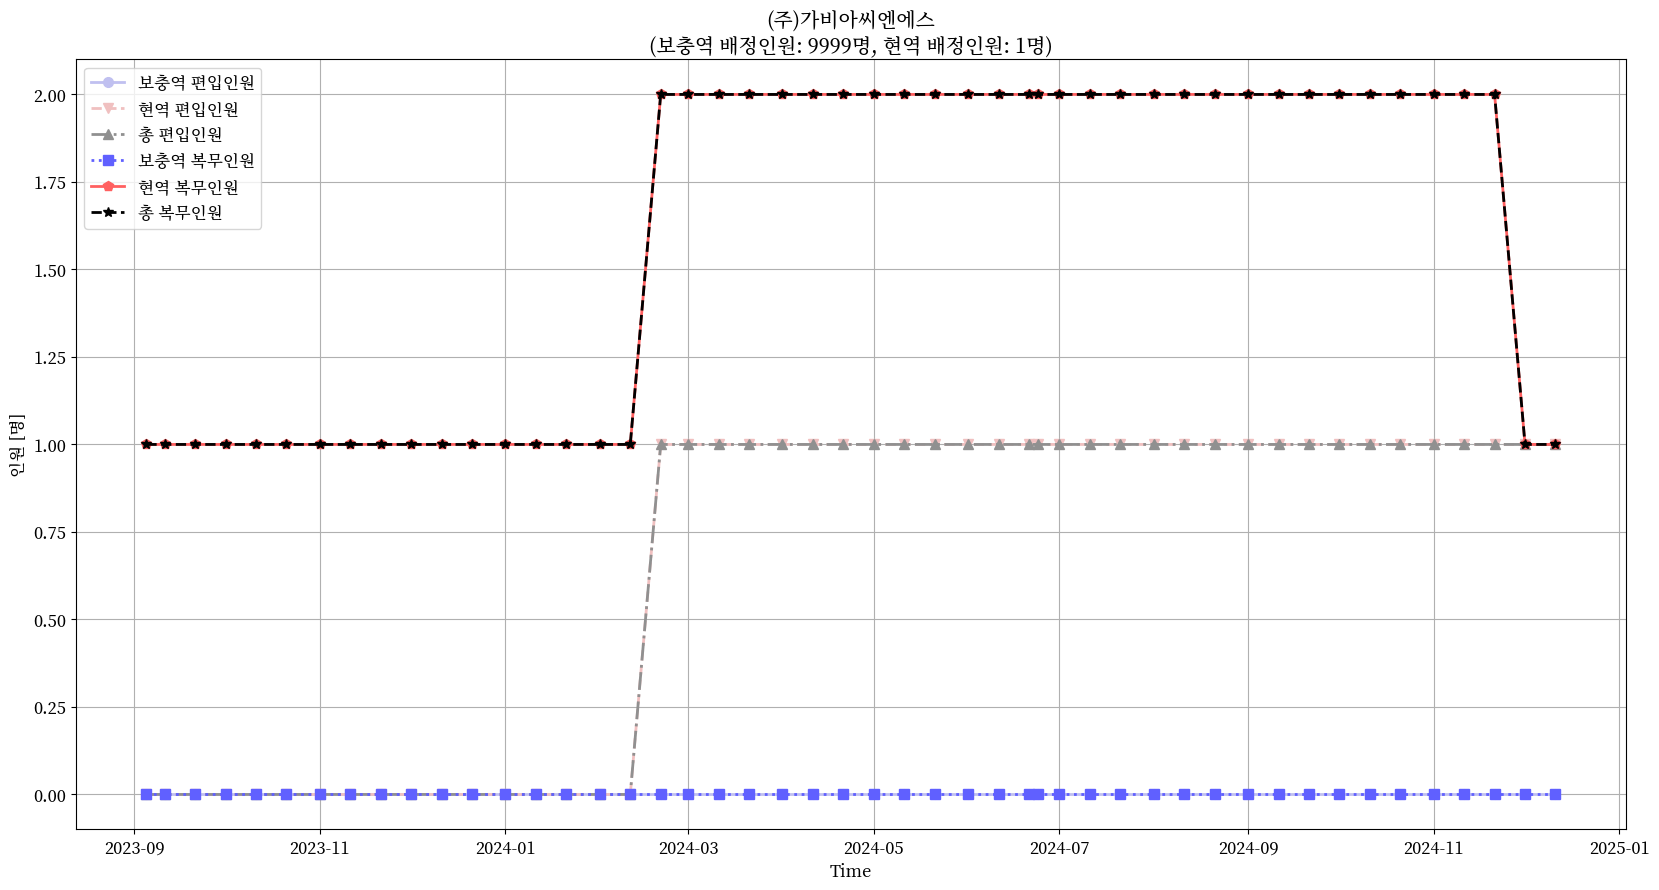 (주)가비아씨엔에스
(보충역 배정인원: 9999명, 현역 배정인원: 1명)
보충역 편입인원
현역 편입인원
총 편입인원
보충역 복무인원
현역 복무인원
총 복무인원
2.00
1.75
1.50
1.25
1.00
0.75
0.50
0.25
0.00
인원 [명]
2023-09 2023-11 2024-01 2024-03 2024-05 2024-07 2024-09 2024-11 2025-01
Time